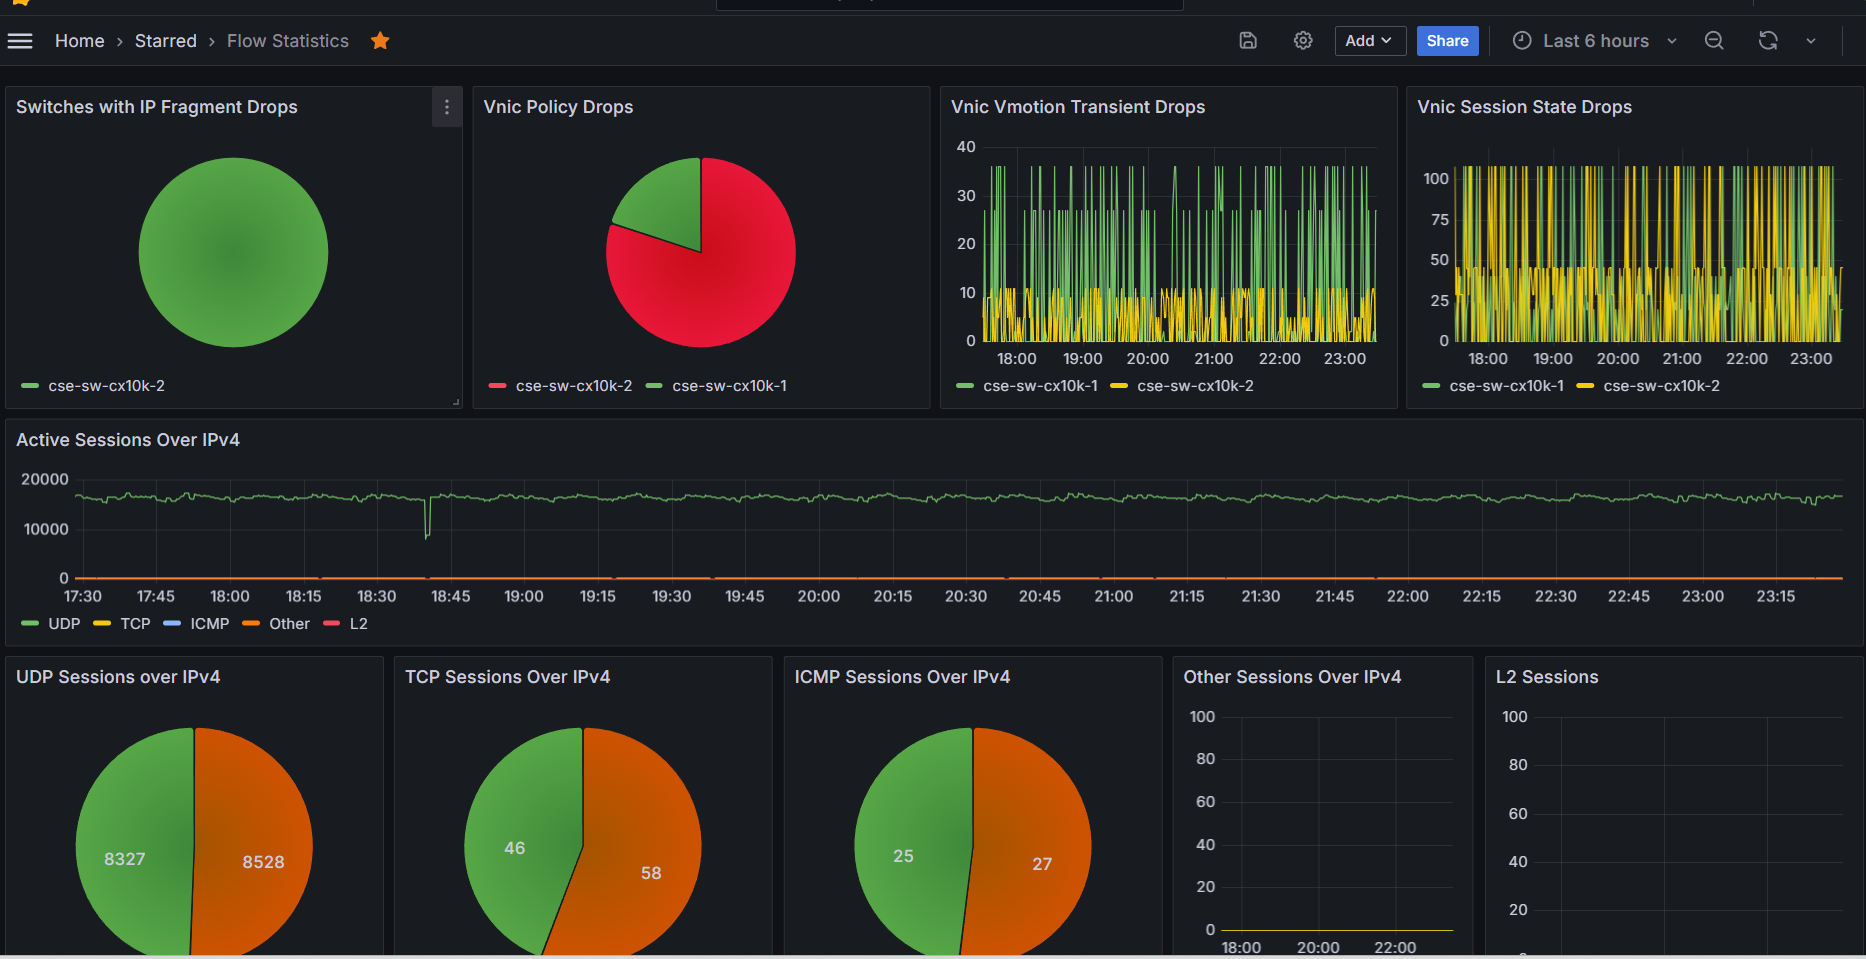 Home › Starred › Flow Statistics
Add
Share
Last 6 hours
Switches with IP Fragment Drops
cse-sw-cx10k-2
Vnic Policy Drops
cse-sw-cx10k-2 cse-sw-cx10k-1
Vnic Vmotion Transient Drops
40
30
20
10
0
18:00 19:00 20:00 21:00 22:00 23:00
cse-sw-cx10k-1 cse-sw-cx10k-2
Vnic Session State Drops
100
75
50
25
0
18:00 19:00 20:00 21:00 22:00 23:00
cse-sw-cx10k-1 cse-sw-cx10k-2
Active Sessions Over IPv4
20000
10000
0
17:30 17:45 18:00 18:15 18:30 18:45 19:00 19:15 19:30 19:45 20:00 20:15 20:30 20:45 21:00 21:15 21:30 21:45 22:00 22:15 22:30 22:45 23:00 23:15
UDP TCP ICMP Other L2
UDP Sessions over IPv4
8327 8528
TCP Sessions Over IPv4
46
58
ICMP Sessions Over IPv4
25
27
Other Sessions Over IPv4
100
80
60
40
20
0
18:00 20:00 22:00
L2 Sessions
100
80
60
40
20